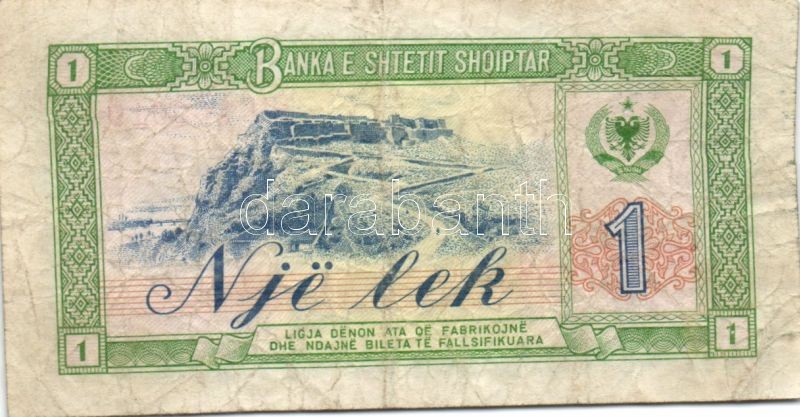 1
BANKA E SHTETIT SHQIPTAR
1
darabanth
1
Një lek
LIGJA DËNON ATA QË FABRIKOJNË
DHE NDAJNË BILETA TË FALLSIFIKUARA
1
1